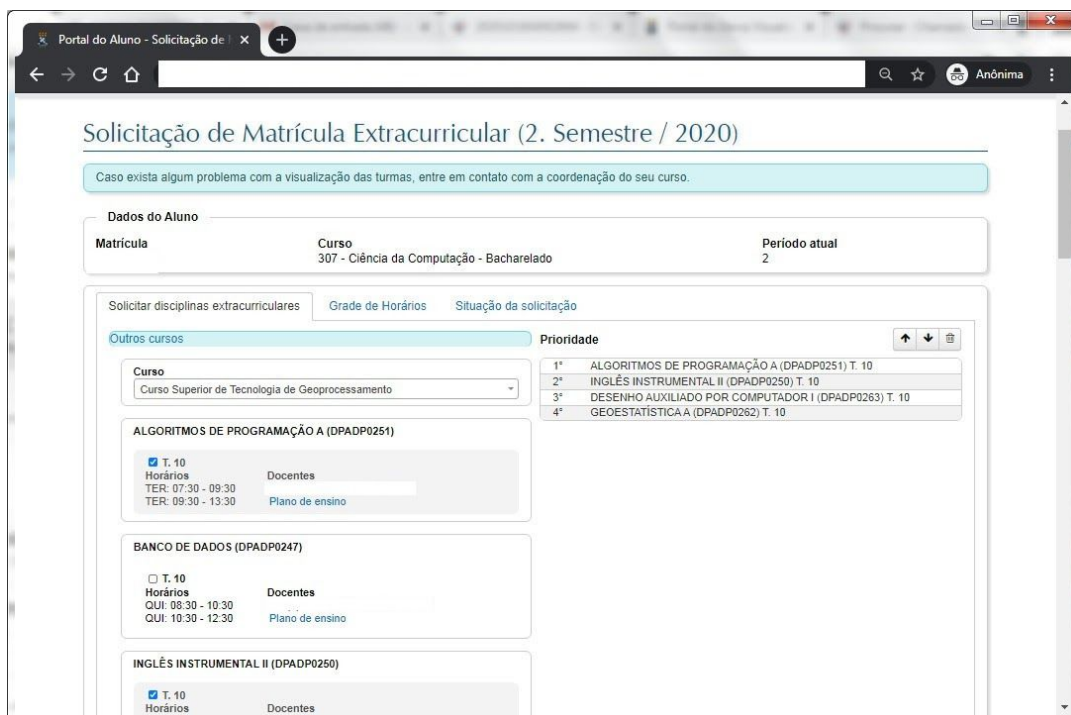 Portal do Aluno - Solicitação de
Anônima
Solicitação de Matrícula Extracurricular (2. Semestre / 2020)
Caso exista algum problema com a visualização das turmas, entre em contato com a coordenação do seu curso.
Dados do Aluno
Matrícula Curso Período atual
307 - Ciência da Computação - Bacharelado 2
Solicitar disciplinas extracurriculares Grade de Horários Situação da solicitação
Outros cursos
Curso
Curso Superior de Tecnologia de Geoprocessamento
ALGORITMOS DE PROGRAMAÇÃO A (DPADP0251)
T. 10
Horários Docentes
TER: 07:30 - 09:30
TER: 09:30 - 13:30 Plano de ensino
BANCO DE DADOS (DPADP0247)
T. 10
Horários Docentes
QUI: 08:30 - 10:30
QUI: 10:30 - 12:30 Plano de ensino
INGLÊS INSTRUMENTAL II (DPADP0250)
T. 10
Horários Docentes
Prioridade
1° ALGORITMOS DE PROGRAMAÇÃO A (DPADP0251) T. 10
2° INGLÊS INSTRUMENTAL II (DPADP0250) T. 10
3° DESENHO AUXILIADO POR COMPUTADOR I (DPADP0263) T. 10
4° GEOESTATÍSTICA A (DPADP0262) T. 10